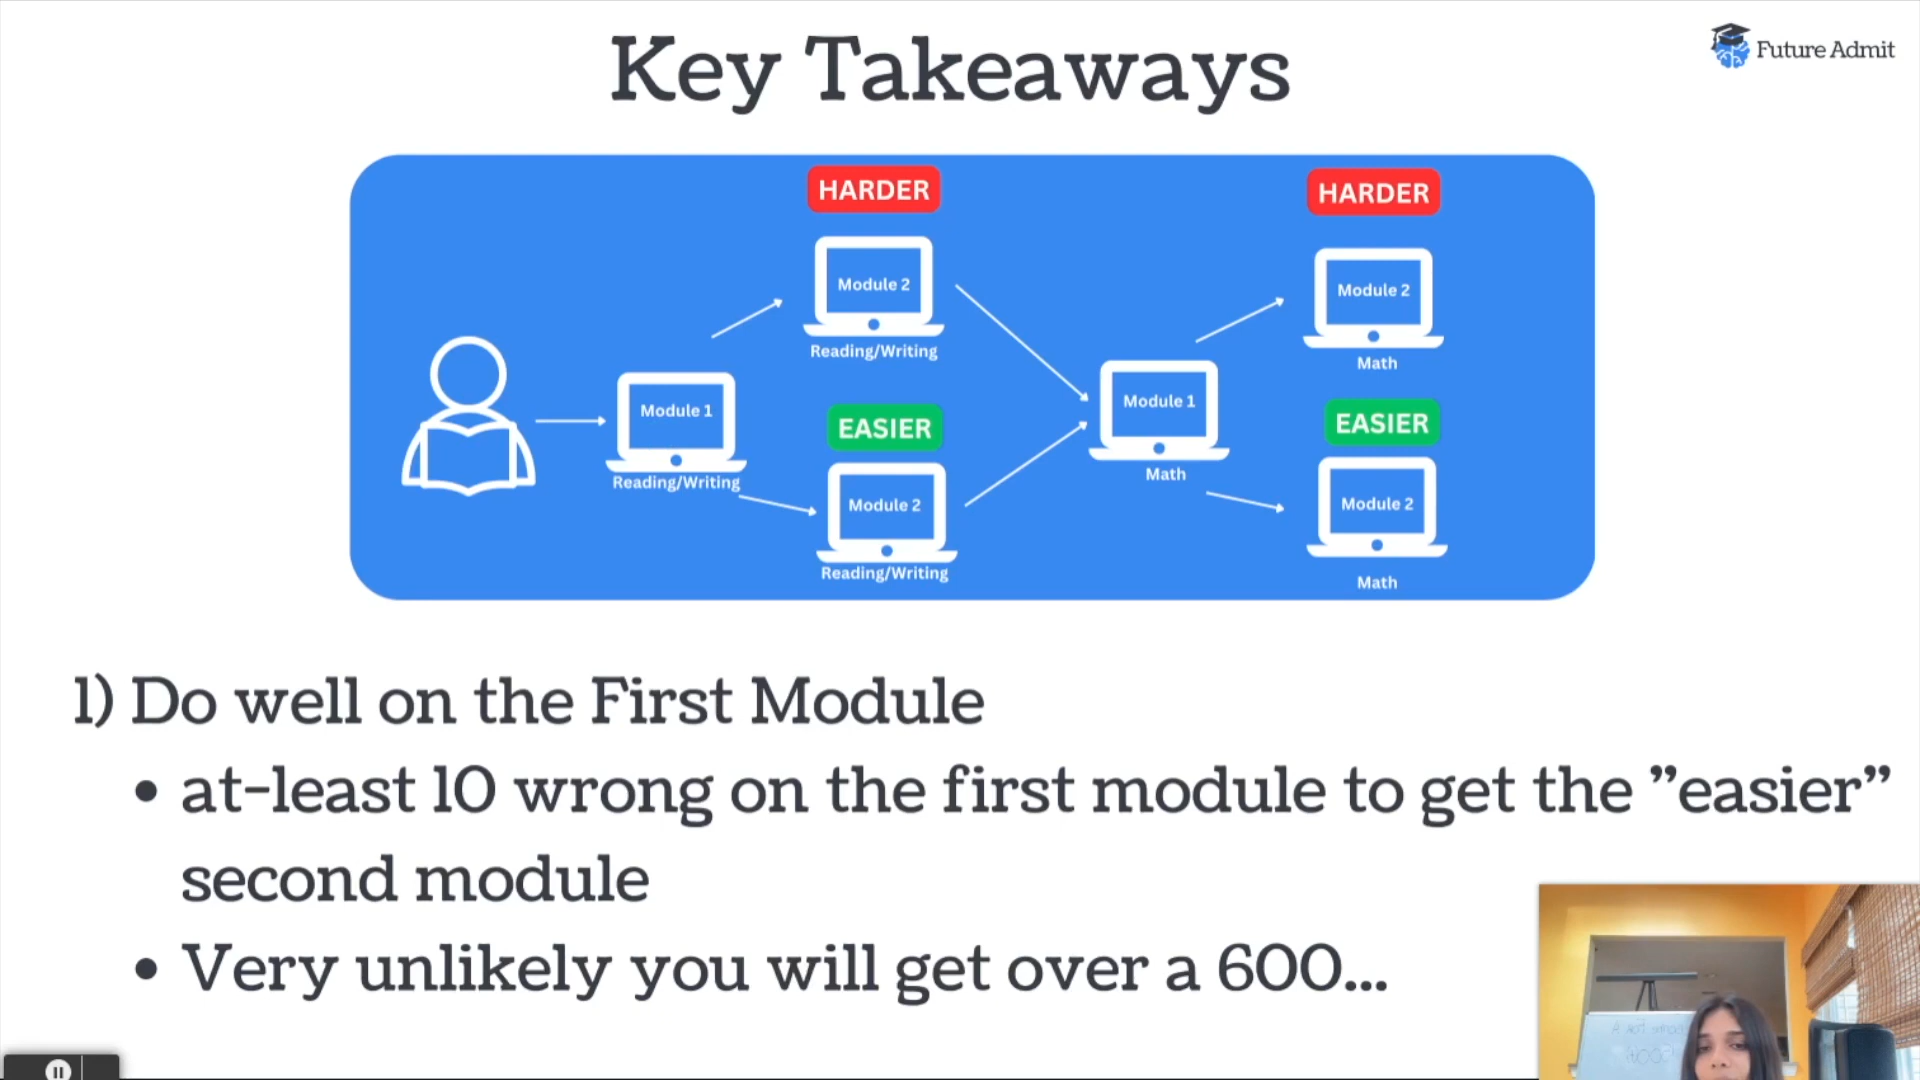 Key Takeaways
Future Admit
HARDER
HARDER
Module 2
Module 2
Reading/Writing
Math
Module 1
Module 1
Reading/Writing
Math
EASIER
EASIER
Module 2
Module 2
Reading/Writing
Math
1) Do well on the First Module
• at-least 10 wrong on the first module to get the ”easier”
second module
• Very unlikely you will get over a 600...